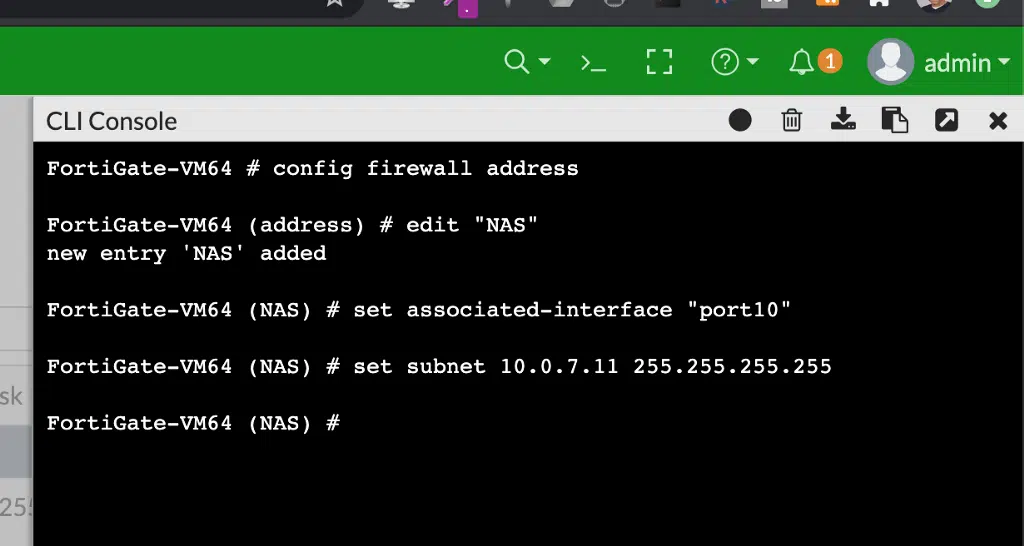 1
admin
CLI Console
FortiGate-VM64 # config firewall address
FortiGate-VM64 (address) # edit "NAS"
new entry 'NAS' added
FortiGate-VM64 (NAS) # set associated-interface "port10"
FortiGate-VM64 (NAS) # set subnet 10.0.7.11 255.255.255.255
FortiGate-VM64 (NAS) #
sk
255